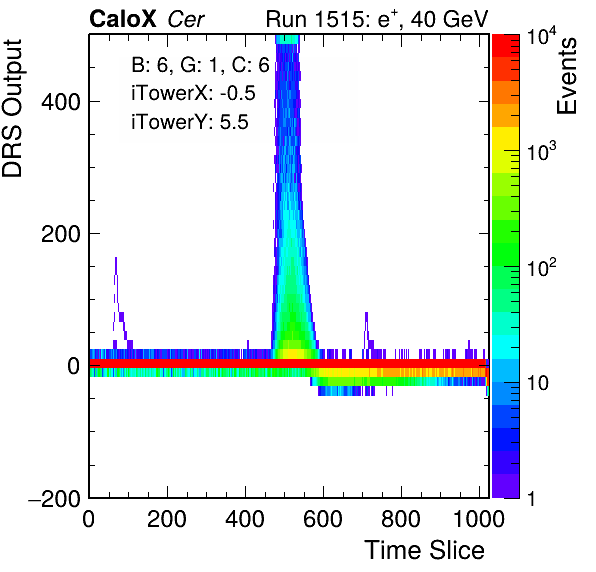 CaloX Cer
Run 1515: e⁺, 40 GeV
B: 6, G: 1, C: 6
iTowerX: -0.5
iTowerY: 5.5
DRS Output
400
200
0
−200
0 200 400 600 800 1000
Time Slice
10⁴
10³
10²
10
1
Events